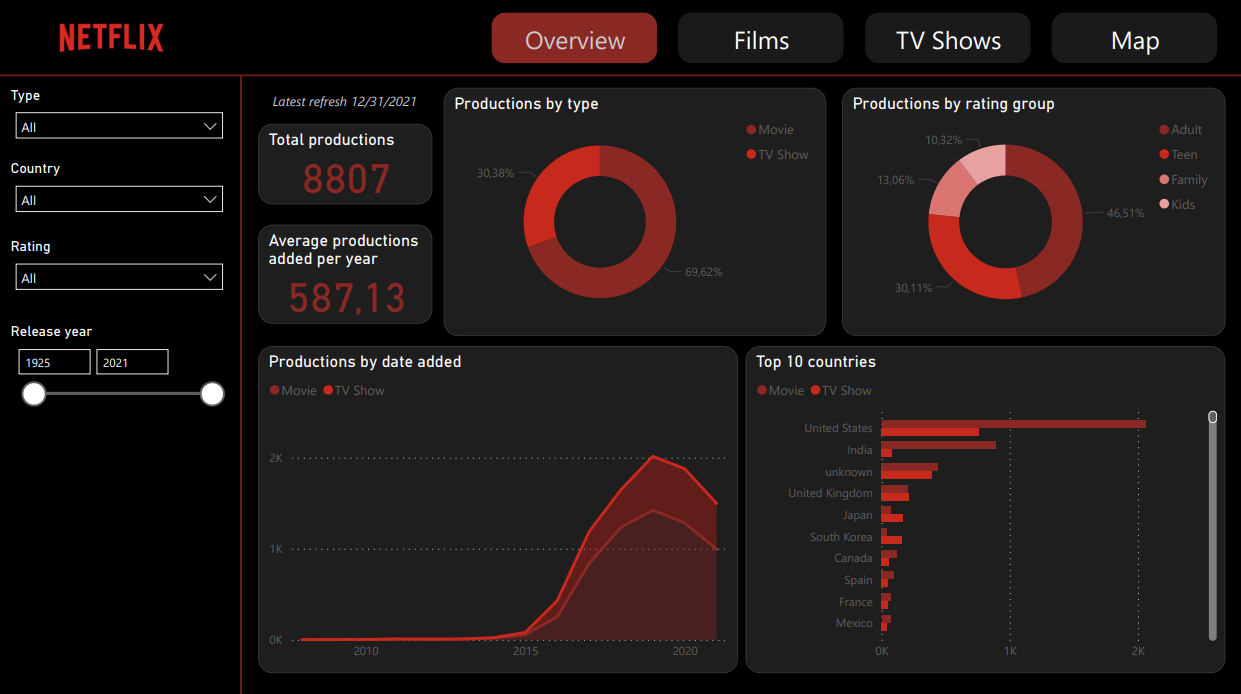 NETFLIX
Overview
Films
TV Shows
Map
Type
All
Country
All
Rating
All
Release year
1925
2021
Latest refresh 12/31/2021
Total productions
8807
Average productions
added per year
587,13
Productions by type
Movie
TV Show
30,38%
69,62%
Productions by rating group
Adult
Teen
Family
Kids
10,32%
13,06%
46,51%
30,11%
Productions by date added
Movie
TV Show
2K
1K
0K
2010
2015
2020
Top 10 countries
Movie
TV Show
United States
India
unknown
United Kingdom
Japan
South Korea
Canada
Spain
France
Mexico
0K
1K
2K